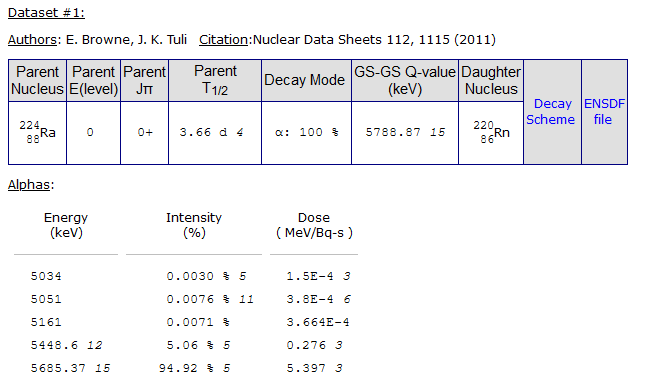 Dataset #1:
Authors: E. Browne, J. K. Tuli Citation:Nuclear Data Sheets 112, 1115 (2011)
Parent Nucleus Parent E(level) Parent Jπ Parent T1/2 Decay Mode GS-GS Q-value (keV) Daughter Nucleus Decay Scheme ENSDF file
224 88 Ra 0 0+ 3.66 d 4 α: 100 % 5788.87 15 220 86 Rn
Alphas:
Energy (keV) Intensity (%) Dose ( MeV/Bq-s )
5034 0.0030 % 5 1.5E-4 3
5051 0.0076 % 11 3.8E-4 6
5161 0.0071 % 3.664E-4
5448.6 12 5.06 % 5 0.276 3
5685.37 15 94.92 % 5 5.397 3